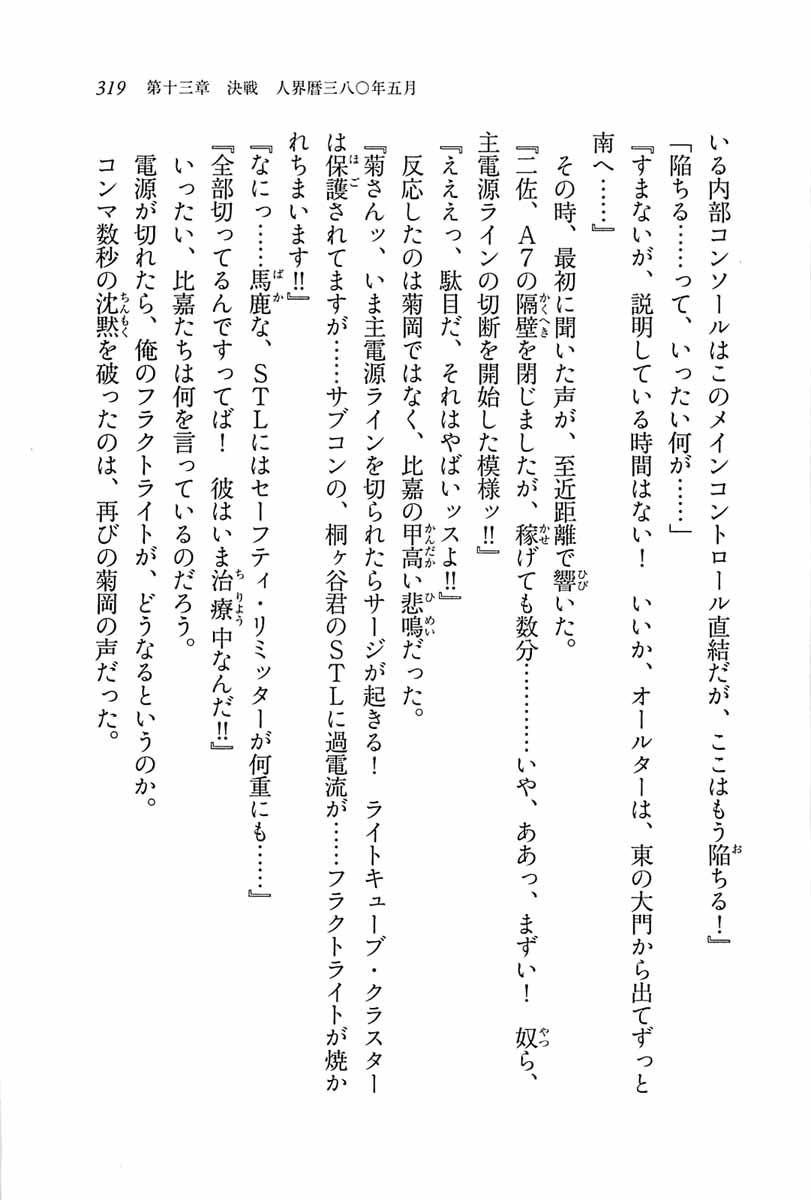 319 第十三章 決戦 人界暦三八〇年五月
いる内部コンソールはこのメインコントロール直結だが、ここはもう陥ちる！』
「陥ちる……って、いったい何が……」
『すまないが、説明している時間はない！　いいか、オールターは、東の大門から出てずっと
南へ……』
　その時、最初に聞いた声が、至近距離で響いた。
『二佐、Ａ７の隔壁を閉じましたが、稼げても数分…………いや、ああっ、まずい！　奴ら、
主電源ラインの切断を開始した模様ッ!!』
『えええっ、駄目だ、それはやばいッスよ!!』
　反応したのは菊岡ではなく、比嘉の甲高い悲鳴だった。
『菊さんッ、いま主電源ラインを切られたらサージが起きる！　ライトキューブ・クラスター
は保護されてますが……サブコンの、桐ヶ谷君のＳＴＬに過電流が……フラクトライトが焼か
れちまいます!!』
『なにっ……馬鹿な、ＳＴＬにはセーフティ・リミッターが何重にも……』
『全部切ってるんですってば！　彼はいま治療中なんだ!!』
　いったい、比嘉たちは何を言っているのだろう。
　電源が切れたら、俺のフラクトライトが、どうなるというのか。
　コンマ数秒の沈黙を破ったのは、再びの菊岡の声だった。